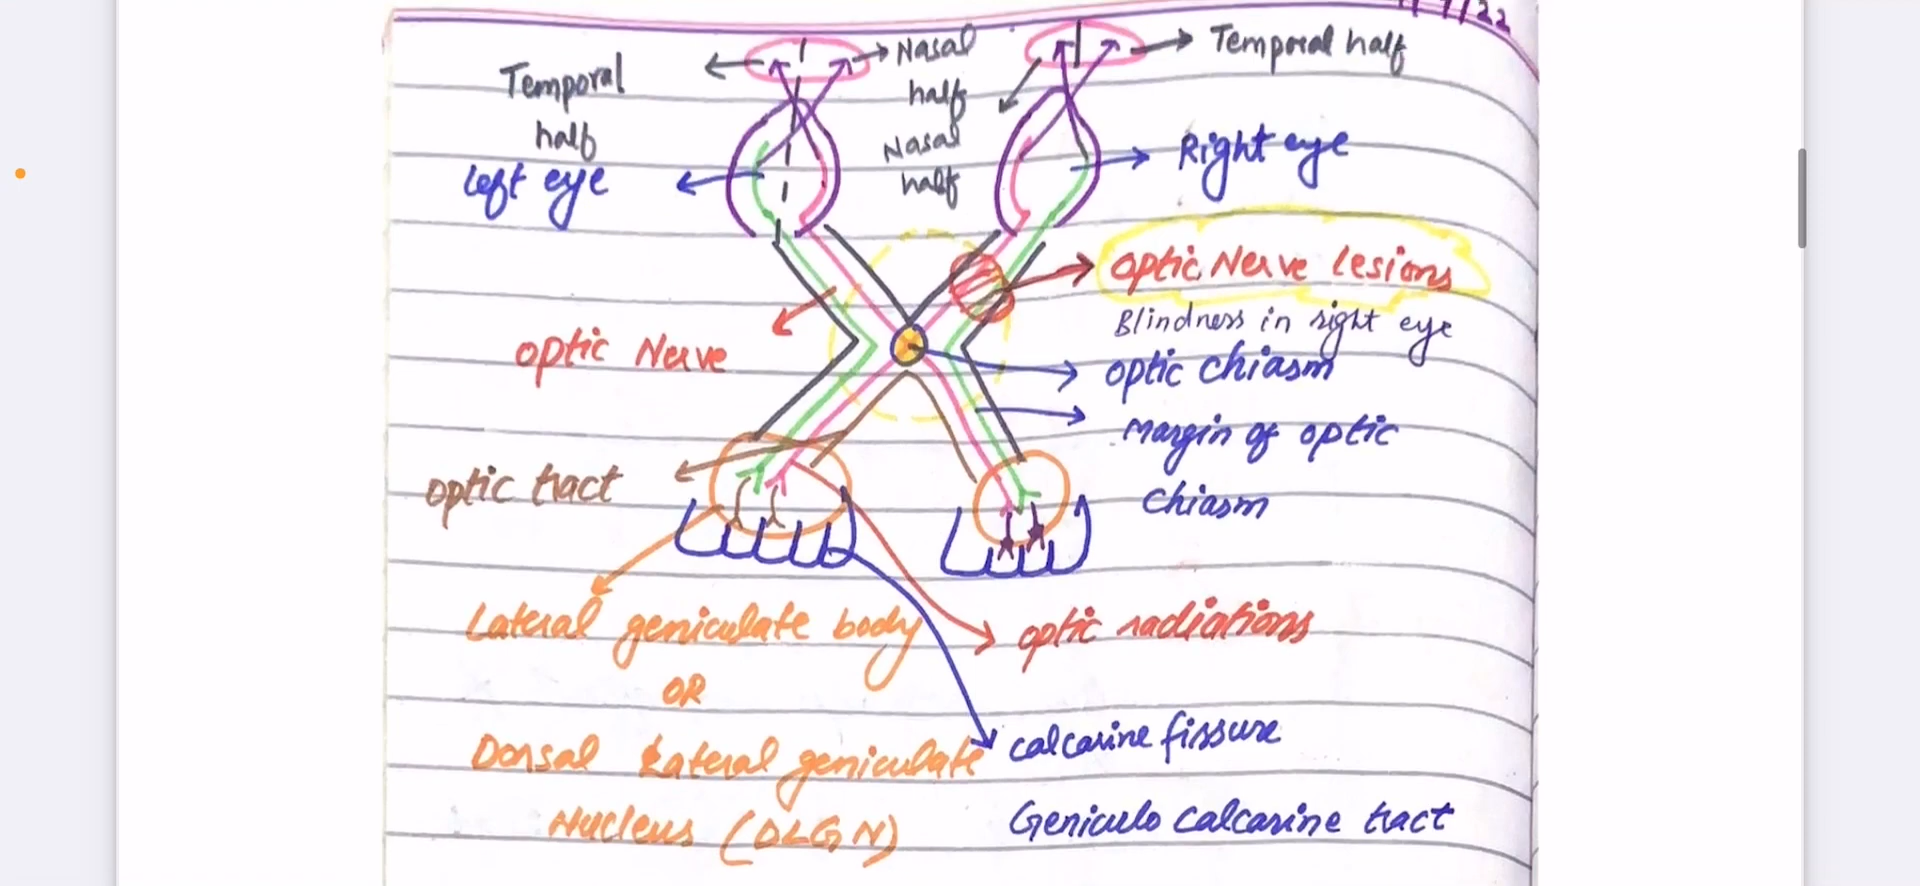 Temporal
half
Nasal
half
Nasal
half
Temporal half
Left eye
Right eye
Optic Nerve lesions
Blindness in right eye
Optic Nerve
Optic chiasm
Margin of optic
chiasm
optic tract
Lateral geniculate body
OR
Dorsal Lateral geniculate
Nucleus (DLGN)
optic radiations
calcarine fissure
Geniculo calcarine tract